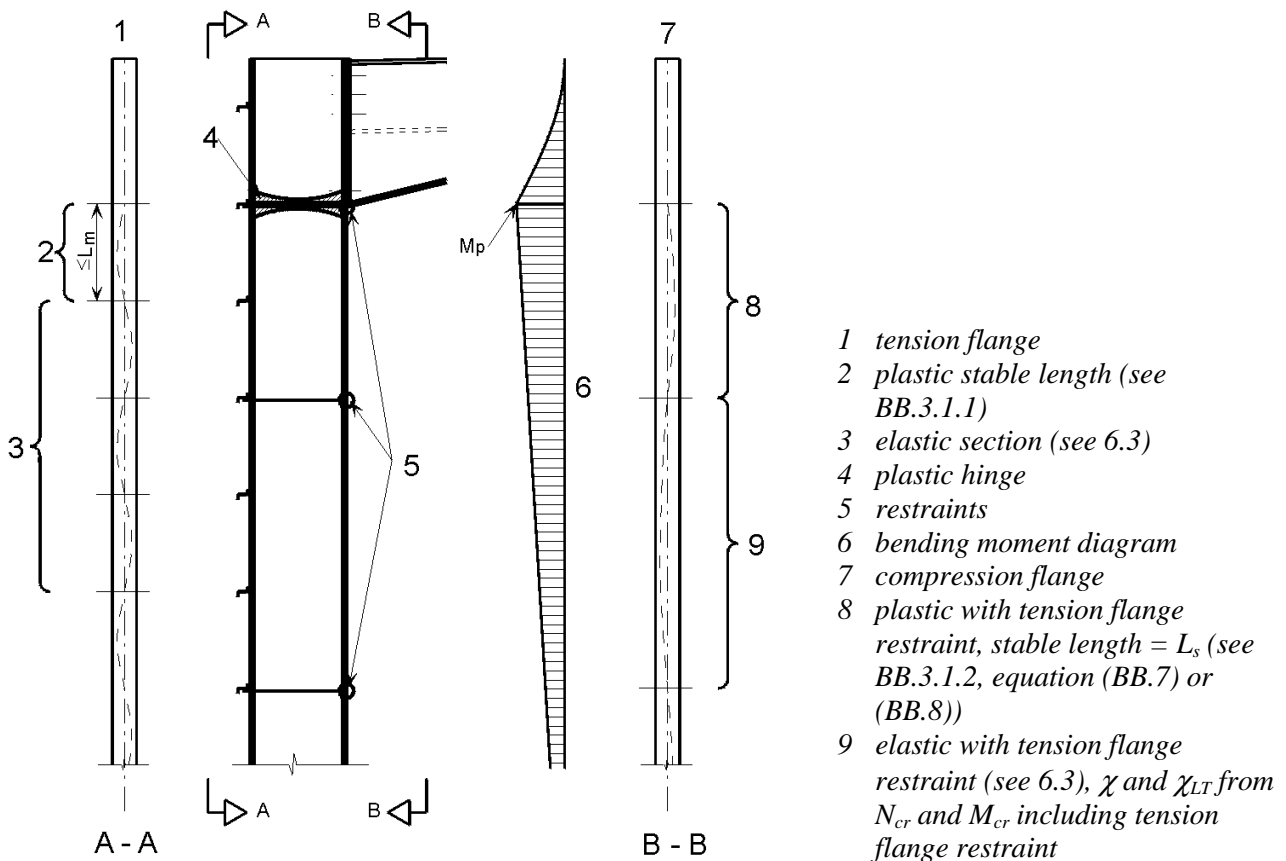 1
A
B
7
4
2
≤Lm
Mp
8
6
3
5
9
A
B
A - A
B - B
1 tension flange
2 plastic stable length (see
BB.3.1.1)
3 elastic section (see 6.3)
4 plastic hinge
5 restraints
6 bending moment diagram
7 compression flange
8 plastic with tension flange
restraint, stable length = Ls (see
BB.3.1.2, equation (BB.7) or
(BB.8))
9 elastic with tension flange
restraint (see 6.3), χ and χLT from
Ncr and Mcr including tension
flange restraint